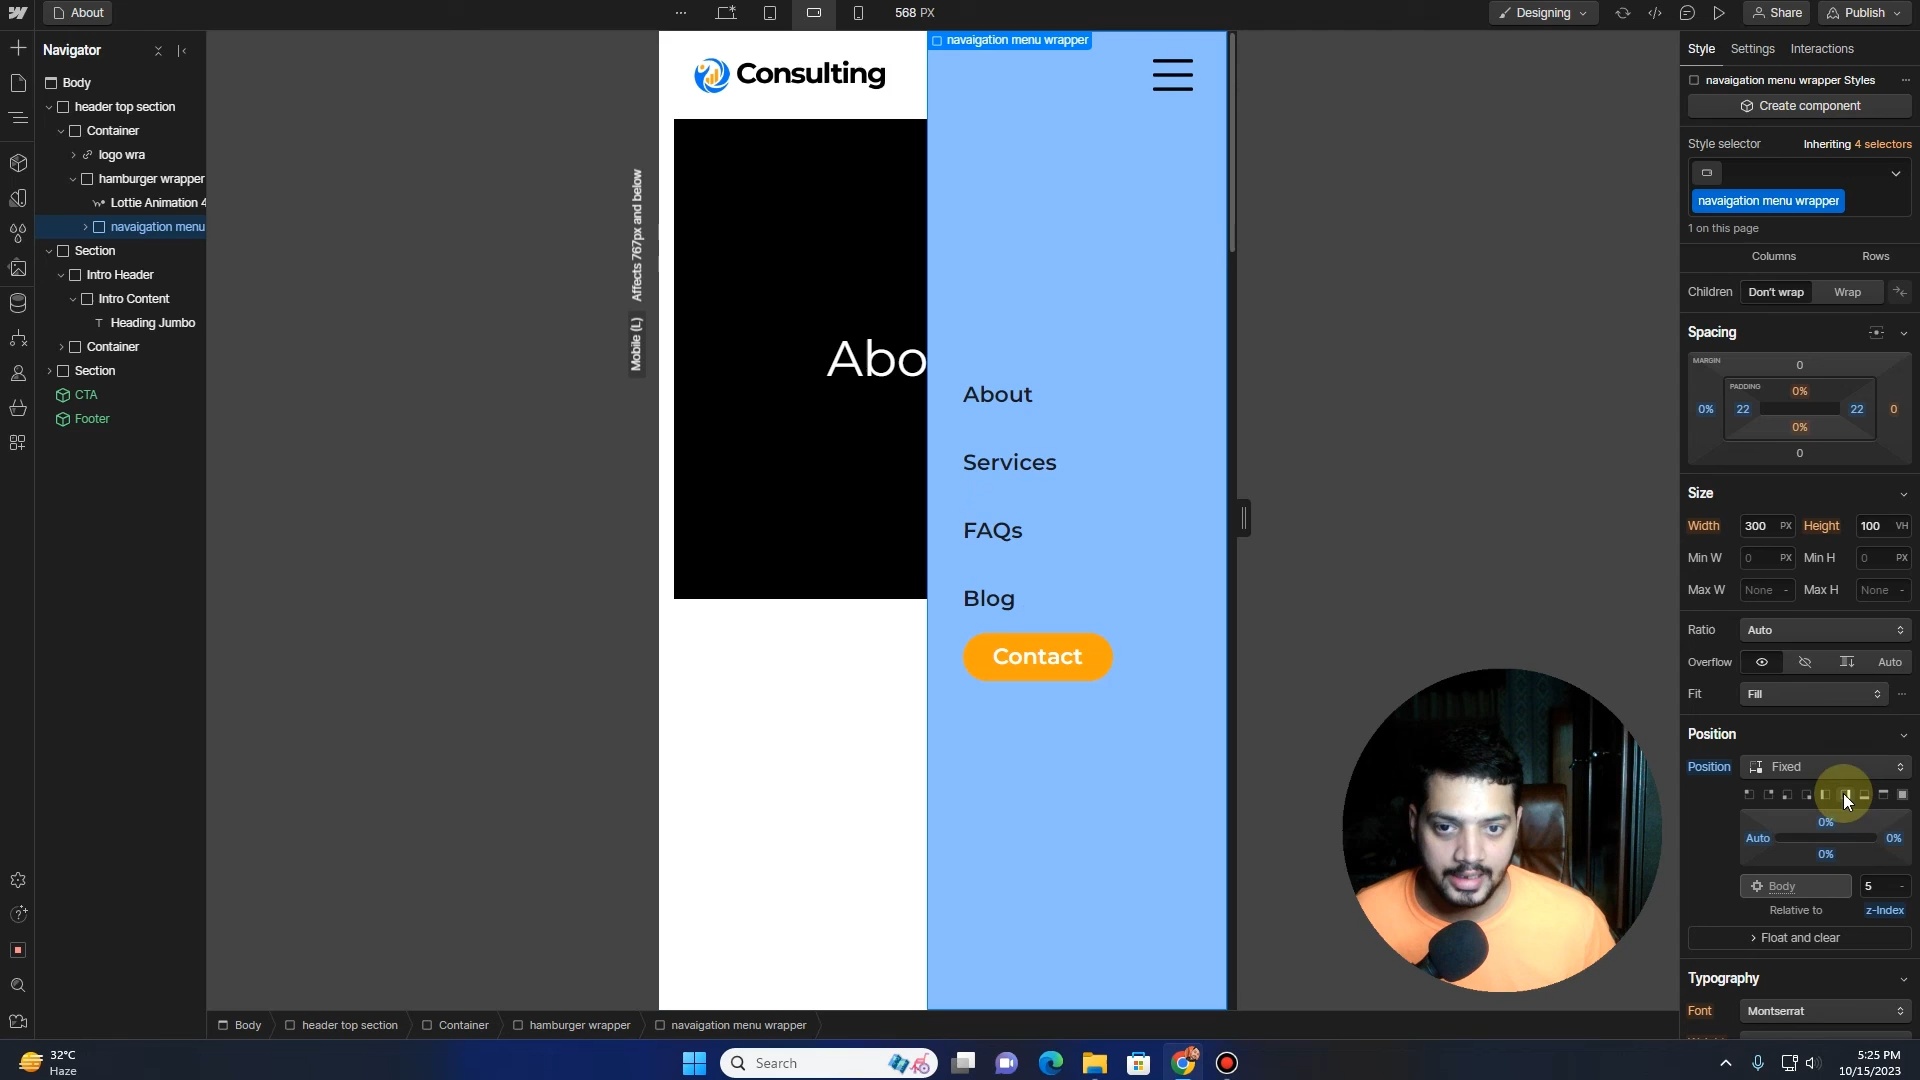 About
568 PX
Designing
Share
Publish
Navigator
Body
header top section
Container
logo wra
hamburger wrapper
Lottie Animation 4
navaigation menu
Section
Intro Header
Intro Content
Heading Jumbo
Container
Section
CTA
Footer
Affects 767px and below
Mobile (L)
Consulting
navaigation menu wrapper
Abo
About
Services
FAQs
Blog
Contact
Style Settings Interactions
navaigation menu wrapper Styles
Create component
Style selector Inheriting 4 selectors
navaigation menu wrapper
1 on this page
Columns Rows
Children Don't wrap Wrap
Spacing
MARGIN
0
PADDING
0%
0% 22 22 0
0%
0
Size
Width 300 PX Height 100 VH
Min W 0 PX Min H 0 PX
Max W None - Max H None -
Ratio Auto
Overflow Auto
Fit Fill
Position
Position Fixed
0%
Auto 0%
0%
Body 5 -
Relative to z-Index
Float and clear
Typography
Font Montserrat
Body header top section Container hamburger wrapper navaigation menu wrapper
32°C
Haze
Search
5:25 PM
10/15/2023